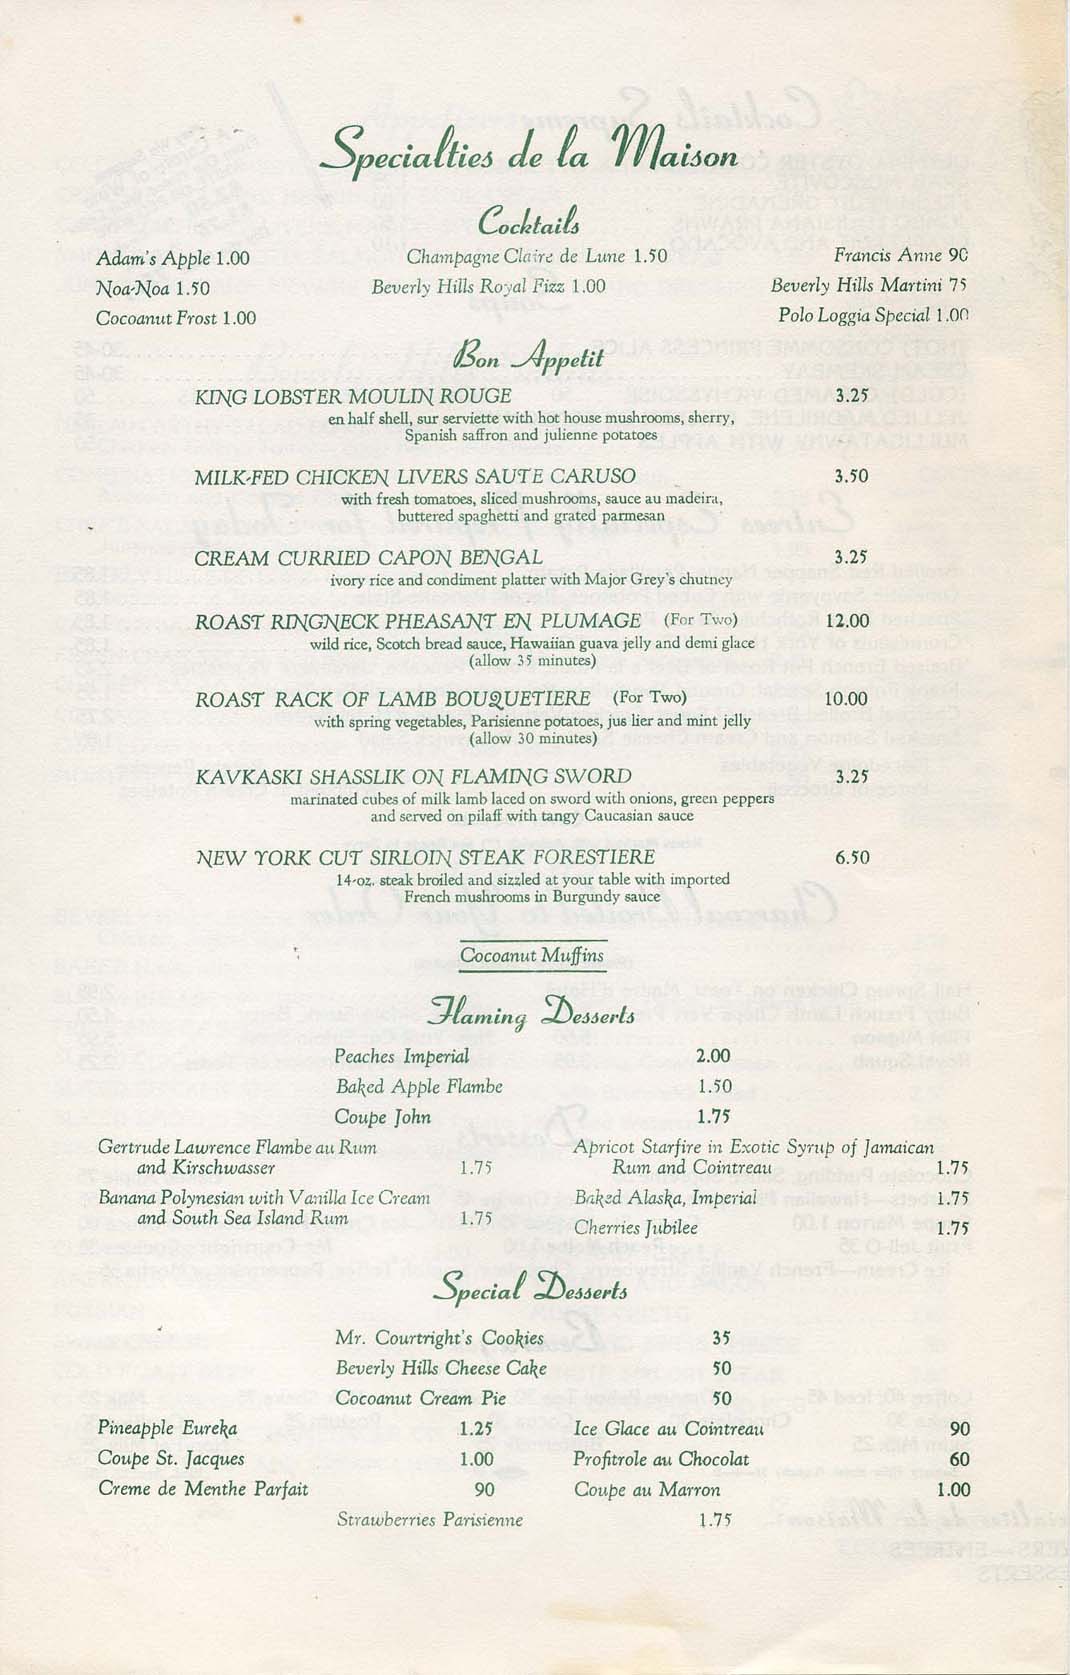 Specialties de la Maison
Cocktails
Adam's Apple 1.00 Champagne Claire de Lune 1.50 Francis Anne 90
Noa-Noa 1.50 Beverly Hills Royal Fizz 1.00 Beverly Hills Martini 75
Cocoanut Frost 1.00 Polo Loggia Special 1.00
Bon Appetit
KING LOBSTER MOULIN ROUGE 3.25
en half shell, sur serviette with hot house mushrooms, sherry,
Spanish saffron and julienne potatoes
MILK-FED CHICKEN LIVERS SAUTE CARUSO 3.50
with fresh tomatoes, sliced mushrooms, sauce au madeira,
buttered spaghetti and grated parmesan
CREAM CURRIED CAPON BENGAL 3.25
ivory rice and condiment platter with Major Grey's chutney
ROAST RINGNECK PHEASANT EN PLUMAGE (For Two) 12.00
wild rice, Scotch bread sauce, Hawaiian guava jelly and demi glace
(allow 35 minutes)
ROAST RACK OF LAMB BOUQUETIERE (For Two) 10.00
with spring vegetables, Parisienne potatoes, jus lier and mint jelly
(allow 30 minutes)
KAVKASKI SHASSLIK ON FLAMING SWORD 3.25
marinated cubes of milk lamb laced on sword with onions, green peppers
and served on pilaff with tangy Caucasian sauce
NEW YORK CUT SIRLOIN STEAK FORESTIERE 6.50
14-oz. steak broiled and sizzled at your table with imported
French mushrooms in Burgundy sauce
Cocoanut Muffins
Flaming Desserts
Peaches Imperial 2.00
Baked Apple Flambe 1.50
Coupe John 1.75
Gertrude Lawrence Flambe au Rum
and Kirschwasser 1.75
Apricot Starfire in Exotic Syrup of Jamaican
Rum and Cointreau 1.75
Banana Polynesian with Vanilla Ice Cream
and South Sea Island Rum 1.75
Baked Alaska, Imperial 1.75
Cherries Jubilee 1.75
Special Desserts
Mr. Courtright's Cookies 35
Beverly Hills Cheese Cake 50
Cocoanut Cream Pie 50
Pineapple Eureka 1.25 Ice Glace au Cointreau 90
Coupe St. Jacques 1.00 Profitrole au Chocolat 60
Creme de Menthe Parfait 90 Coupe au Marron 1.00
Strawberries Parisienne 1.75